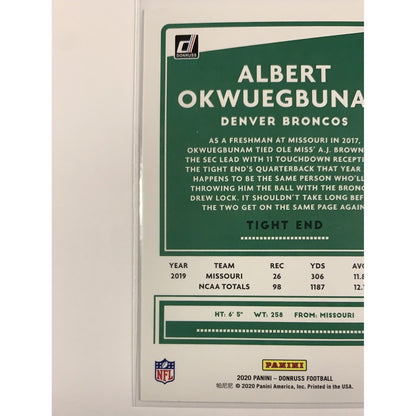 DONRUSS
ALBERT
OKWUEGBUNA
DENVER BRONCOS
AS A FRESHMAN AT MISSOURI IN 2017,
OKWUEGBUNAM TIED OLE MISS' A.J. BROWN
THE SEC LEAD WITH 11 TOUCHDOWN RECEPTI
THE TIGHT END'S QUARTERBACK THAT YEAR
HAPPENS TO BE THE SAME PERSON WHO'LL
THROWING HIM THE BALL WITH THE BRONC
DREW LOCK. IT SHOULDN'T TAKE LONG BEF
THE TWO GET ON THE SAME PAGE AGAIN
TIGHT END
YEAR TEAM REC YDS AVG
2019 MISSOURI 26 306 11.8
NCAA TOTALS 98 1187 12.
HT: 6' 5" WT: 258 FROM: MISSOURI
NFL
PANINI
2020 PANINI – DONRUSS FOOTBALL
帕尼尼 © 2020 Panini America, Inc. Printed in the USA.